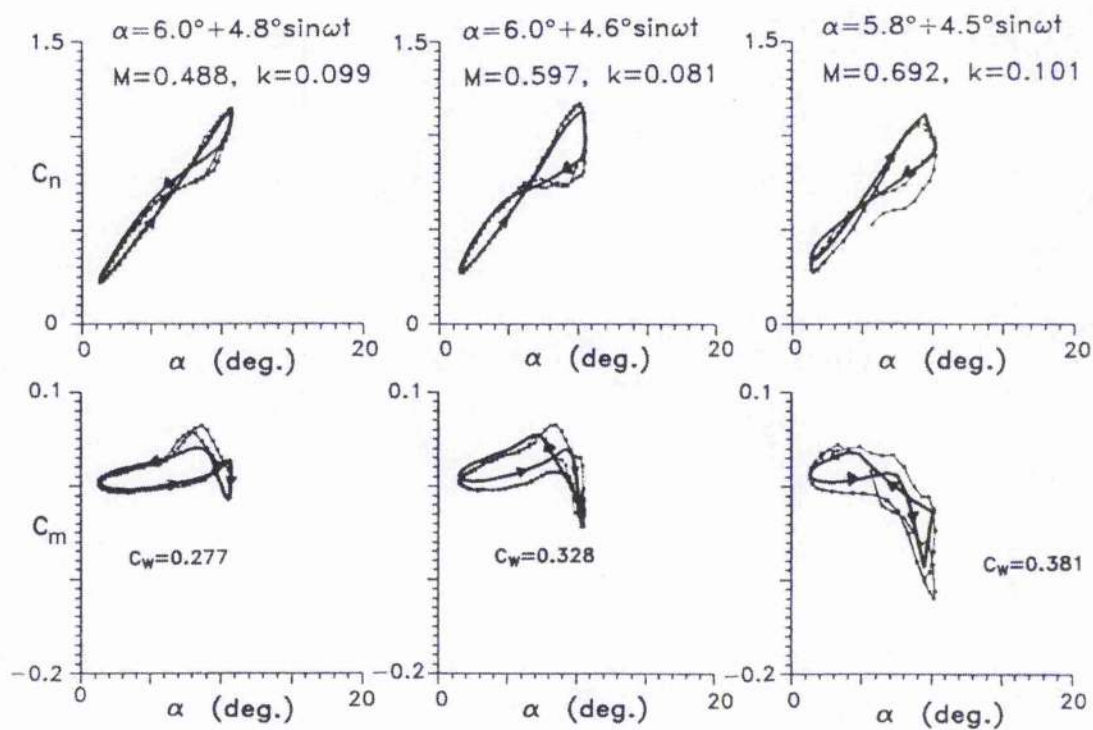 α=6.0°+4.8°sinωt
M=0.488, k=0.099
1.5
Cn
0
0
20
α (deg.)
α=6.0°+4.6°sinωt
M=0.597, k=0.081
1.5
0
0
20
α (deg.)
α=5.8°+4.5°sinωt
M=0.692, k=0.101
1.5
0
0
20
α (deg.)
0.1
Cm
-0.2
Cw=0.277
0
20
α (deg.)
0.1
-0.2
Cw=0.328
0
20
α (deg.)
0.1
-0.2
Cw=0.381
0
20
α (deg.)